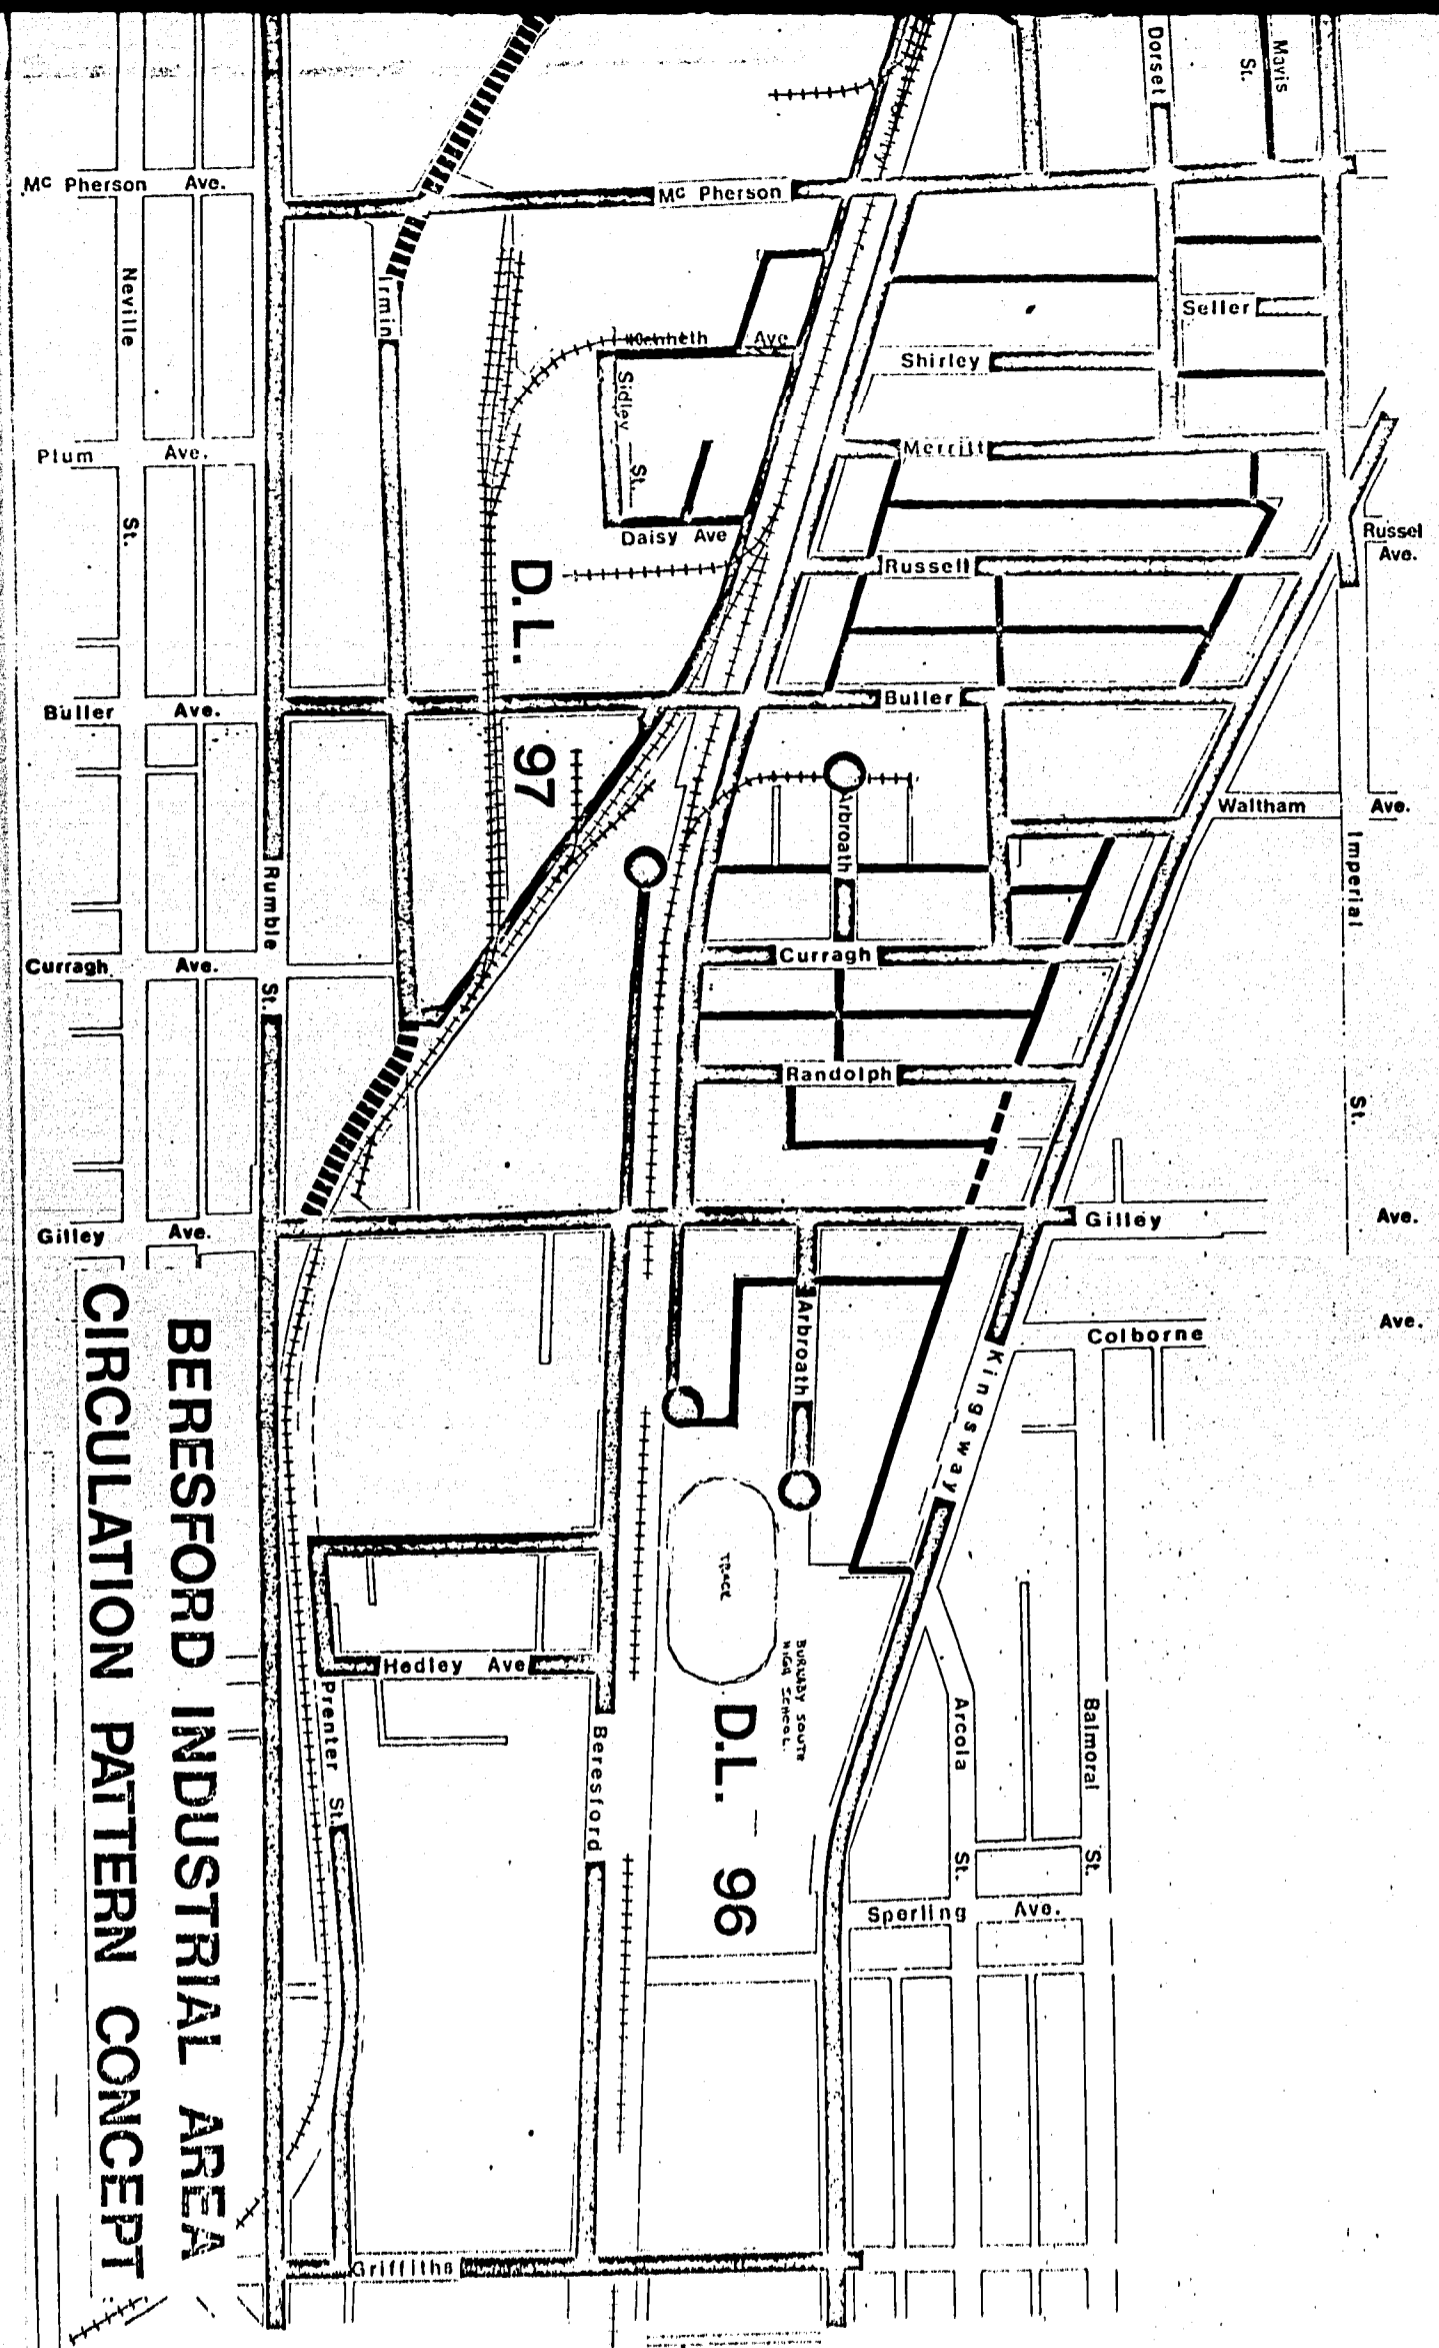 Dorset
Mavis
St.
Mc Pherson Ave.
Mc Pherson
Neville
St.
Irmin
Seller
Kenneth Ave
Shirley
Sidley St.
Merritt
Plum Ave.
Daisy Ave
Russel
Ave.
Russell
D.L. 97
Buller Ave.
Buller
Waltham Ave.
Arbroath
Imperial
St.
Rumble
St.
Curragh Ave.
Curragh
Randolph
Gilley Ave.
Gilley
Ave.
Ave.
Colborne
Arbroath
Kingsway
TRACK
BURNABY SOUTH
HIGH SCHOOL.
Hedley Ave
Prenter St.
Beresford
D.L. 96
Arcola
St.
Balmoral
St.
Sperling Ave.
Griffiths
BERESFORD INDUSTRIAL AREA
CIRCULATION PATTERN CONCEPT